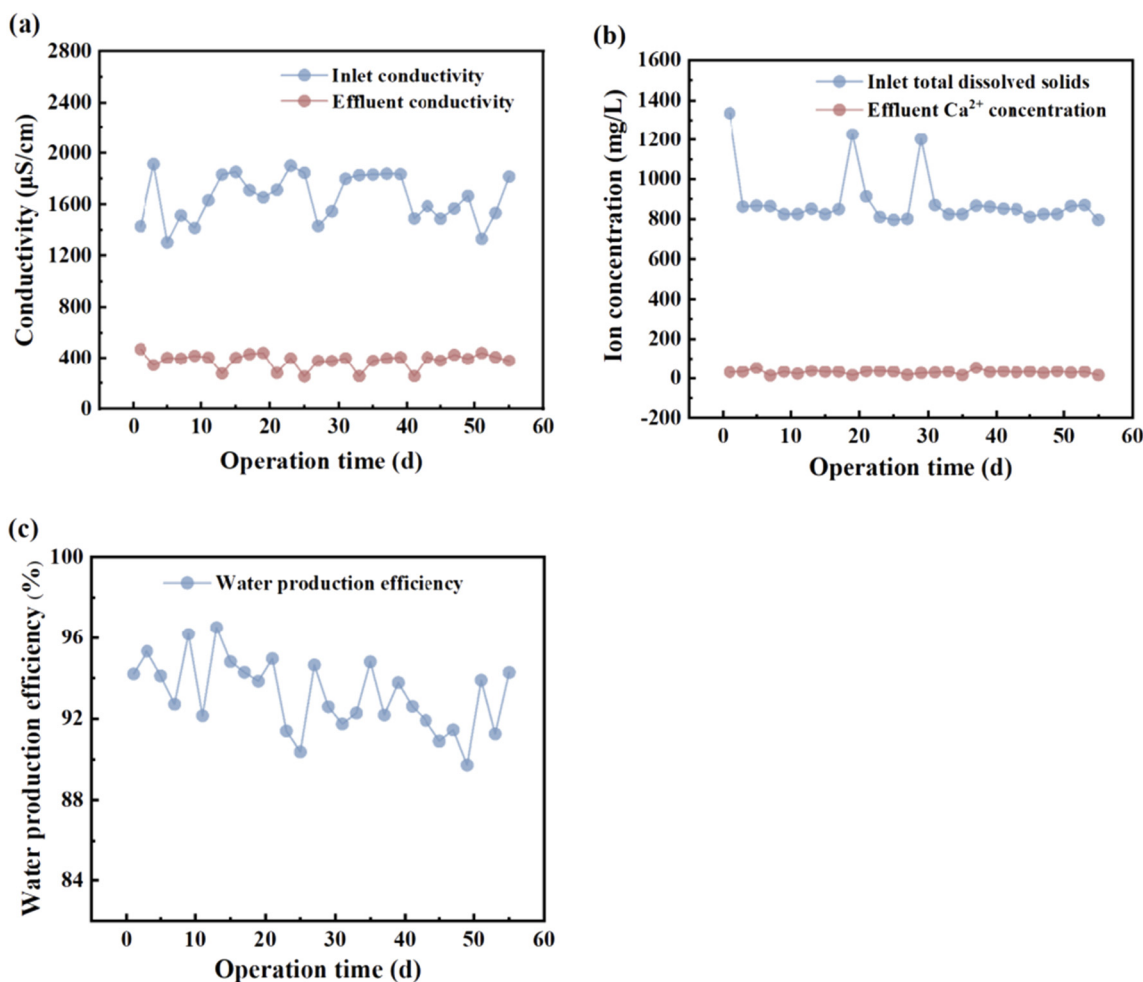 (a)
2800
2400
2000
1600
1200
800
400
0
Conductivity (μS/cm)
Inlet conductivity
Effluent conductivity
0 10 20 30 40 50 60
Operation time (d)
(b)
1600
1400
1200
1000
800
600
400
200
0
-200
Ion concentration (mg/L)
Inlet total dissolved solids
Effluent Ca²⁺ concentration
0 10 20 30 40 50 60
Operation time (d)
(c)
100
96
92
88
84
Water production efficiency (%)
Water production efficiency
0 10 20 30 40 50 60
Operation time (d)